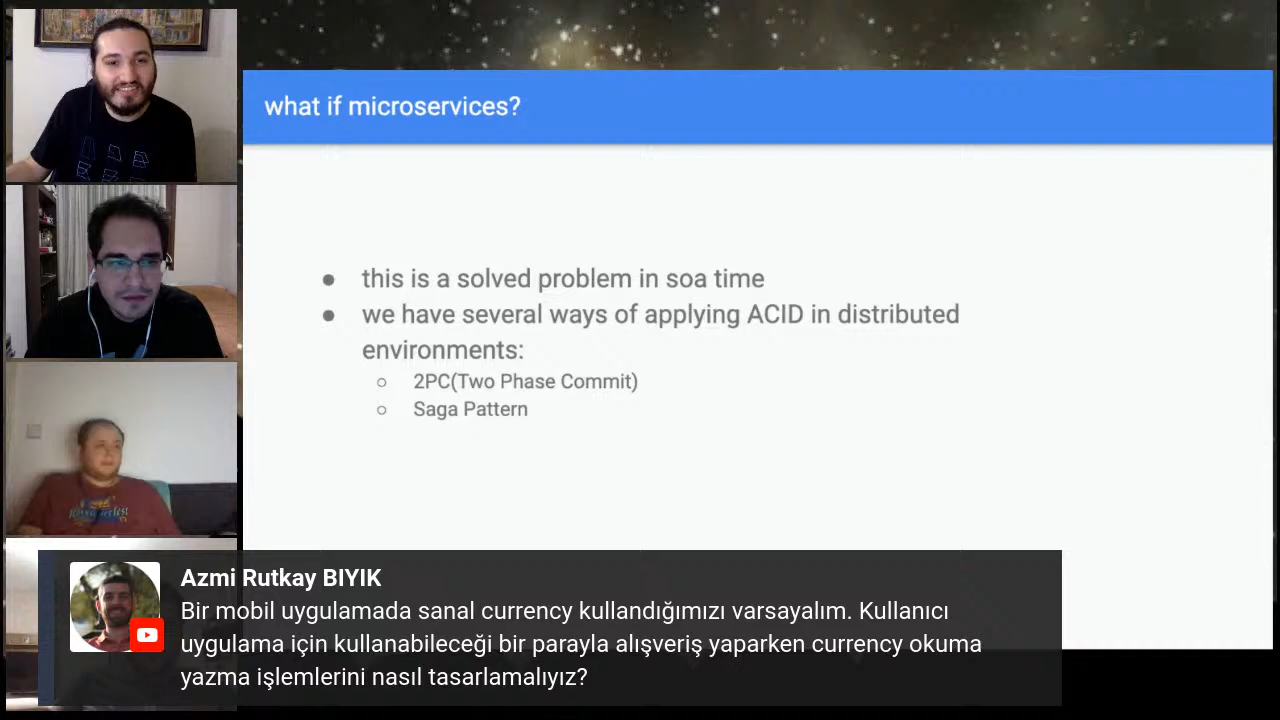 what if microservices?
● this is a solved problem in soa time
● we have several ways of applying ACID in distributed
environments:
○ 2PC(Two Phase Commit)
○ Saga Pattern
Azmi Rutkay BIYIK
Bir mobil uygulamada sanal currency kullandığımızı varsayalım. Kullanıcı
uygulama için kullanabileceği bir parayla alışveriş yaparken currency okuma
yazma işlemlerini nasıl tasarlamalıyız?